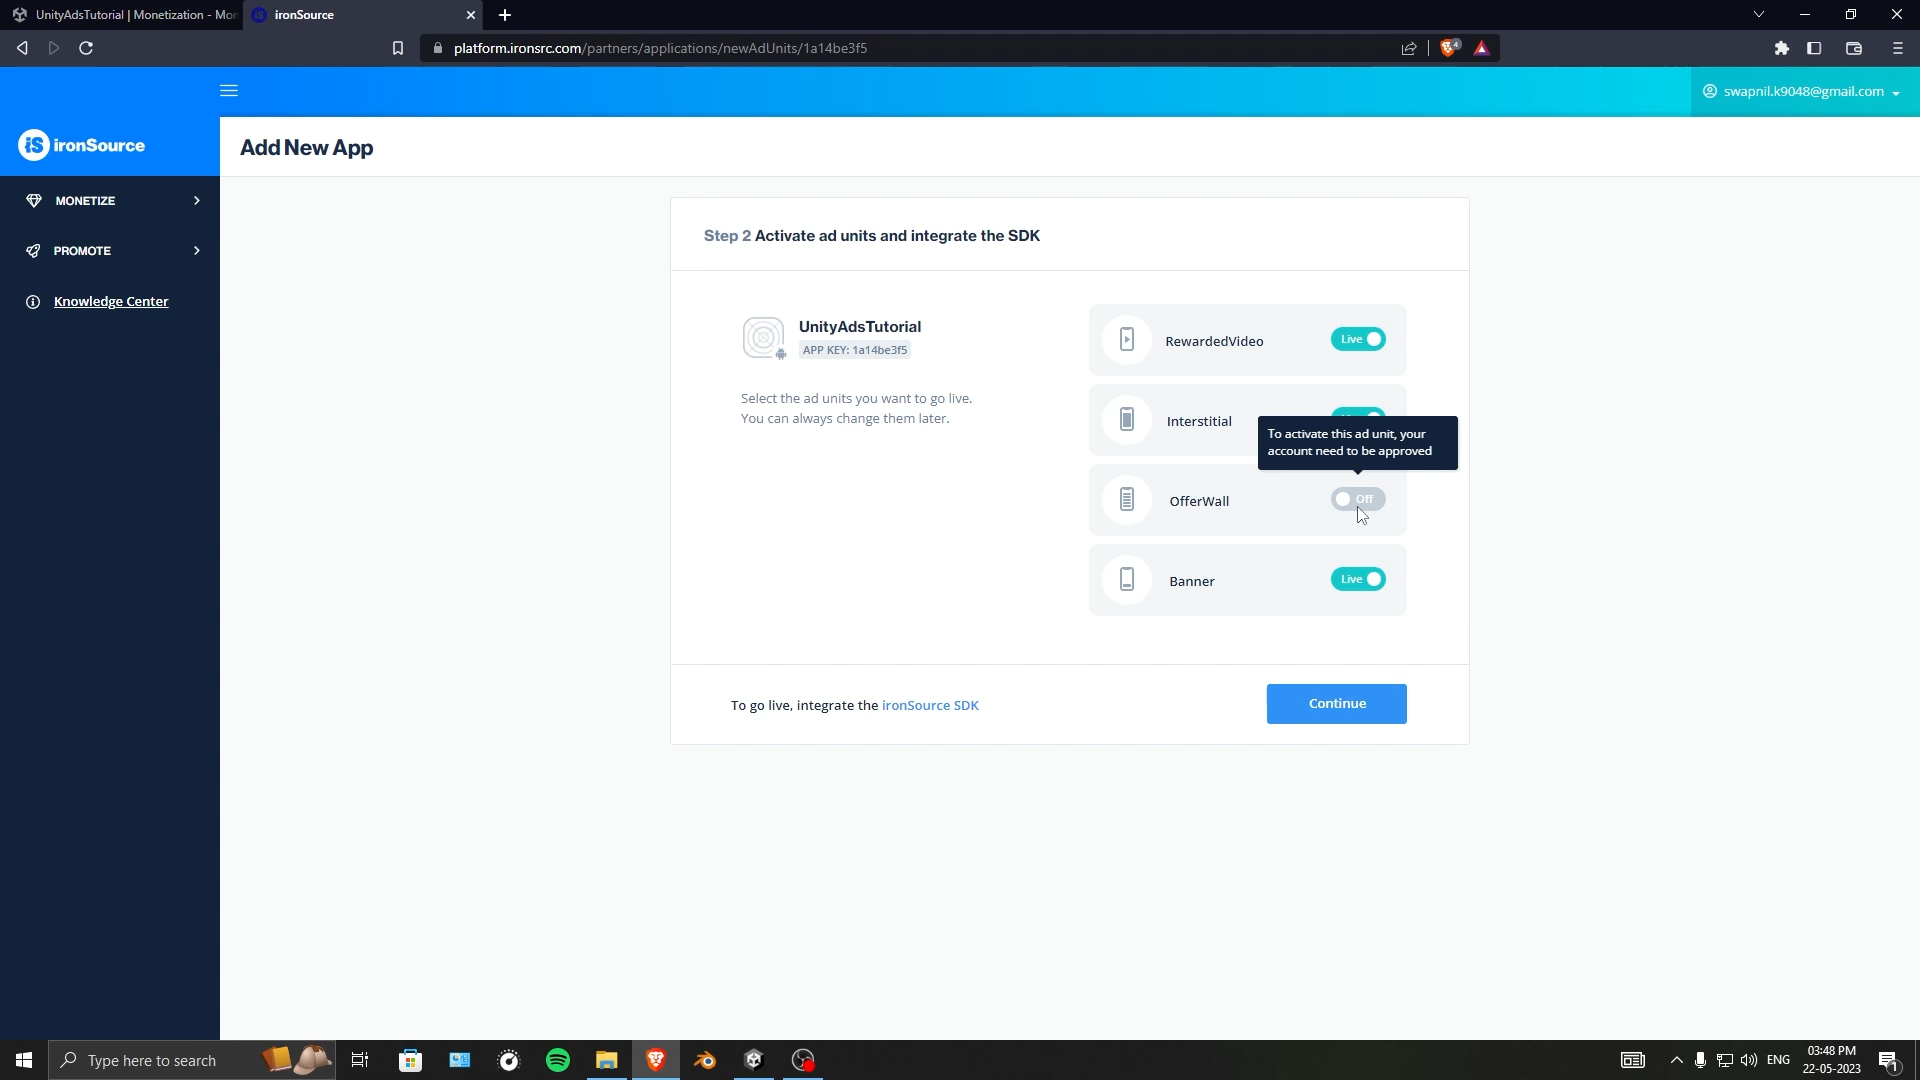 UnityAdsTutorial | Monetization - Mon
ironSource
platform.ironsrc.com/partners/applications/newAdUnits/1a14be3f5
4
swapnil.k9048@gmail.com
iS ironSource
Add New App
MONETIZE
PROMOTE
Knowledge Center
Step 2 Activate ad units and integrate the SDK
UnityAdsTutorial
APP KEY: 1a14be3f5
Select the ad units you want to go live.
You can always change them later.
RewardedVideo
Live
Interstitial
To activate this ad unit, your
account need to be approved
OfferWall
Off
Banner
Live
To go live, integrate the ironSource SDK
Continue
Type here to search
ENG
03:48 PM
22-05-2023
1